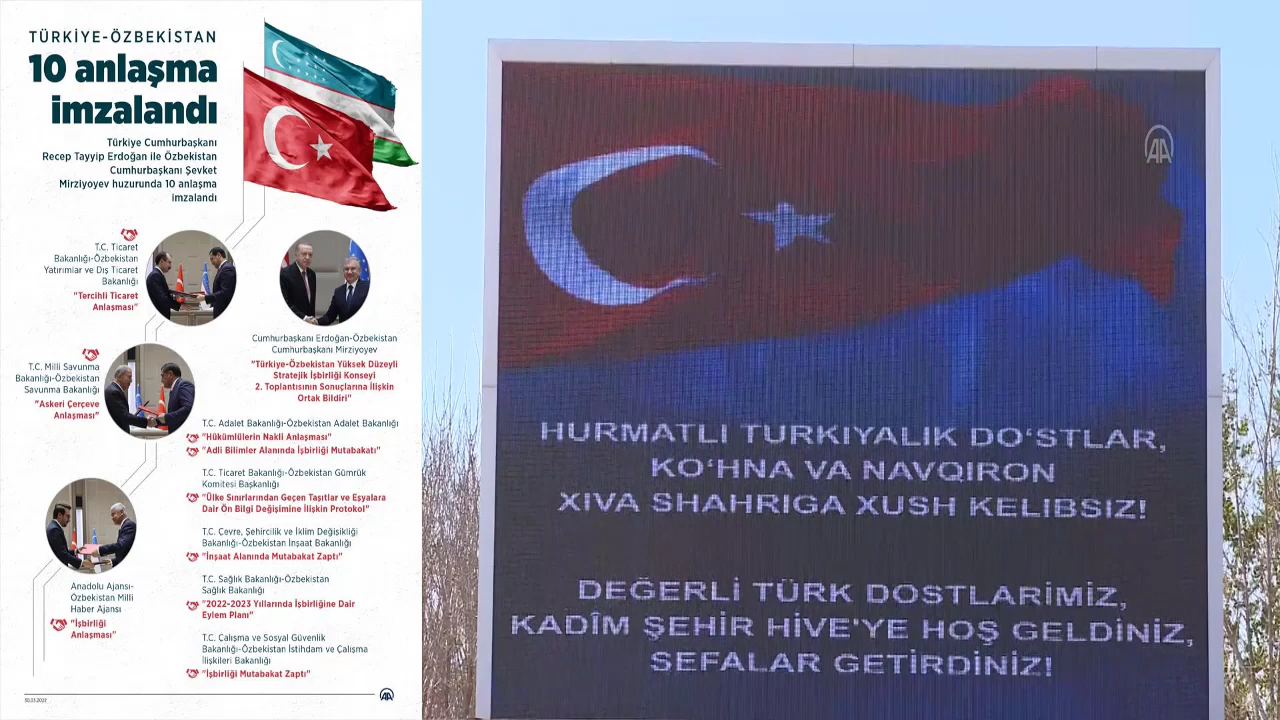 TÜRKİYE-ÖZBEKİSTAN
10 anlaşma
imzalandı
Türkiye Cumhurbaşkanı
Recep Tayyip Erdoğan ile Özbekistan
Cumhurbaşkanı Şevket
Mirziyoyev huzurunda 10 anlaşma
imzalandı
T.C. Ticaret
Bakanlığı-Özbekistan
Yatırımlar ve Dış Ticaret
Bakanlığı
"Tercihli Ticaret
Anlaşması"
Cumhurbaşkanı Erdoğan-Özbekistan
Cumhurbaşkanı Mirziyoyev
"Türkiye-Özbekistan Yüksek Düzeyli
Stratejik İşbirliği Konseyi
2. Toplantısının Sonuçlarına İlişkin
Ortak Bildiri"
T.C. Milli Savunma
Bakanlığı-Özbekistan
Savunma Bakanlığı
"Askeri Çerçeve
Anlaşması"
T.C. Adalet Bakanlığı-Özbekistan Adalet Bakanlığı
"Hükümlülerin Nakli Anlaşması"
"Adli Bilimler Alanında İşbirliği Mutabakatı"
T.C. Ticaret Bakanlığı-Özbekistan Gümrük
Komitesi Başkanlığı
"Ülke Sınırlarından Geçen Taşıtlar ve Eşyalara
Dair Ön Bilgi Değişimine İlişkin Protokol"
T.C. Çevre, Şehircilik ve İklim Değişikliği
Bakanlığı-Özbekistan İnşaat Bakanlığı
"İnşaat Alanında Mutabakat Zaptı"
T.C. Sağlık Bakanlığı-Özbekistan
Sağlık Bakanlığı
"2022-2023 Yıllarında İşbirliğine Dair
Eylem Planı"
T.C. Çalışma ve Sosyal Güvenlik
Bakanlığı-Özbekistan İstihdam ve Çalışma
İlişkileri Bakanlığı
"İşbirliği Mutabakat Zaptı"
Anadolu Ajansı-
Özbekistan Milli
Haber Ajansı
"İşbirliği
Anlaşması"
30.03.2022
AA
AA
HURMATLI TURKIYALIK DO‘STLAR,
KO‘HNA VA NAVQIRON
XIVA SHAHRIGA XUSH KELIBSIZ!
DEĞERLİ TÜRK DOSTLARIMIZ,
KADÎM ŞEHIR HİVE'YE HOŞ GELDİNİZ,
SEFALAR GETİRDİNİZ!